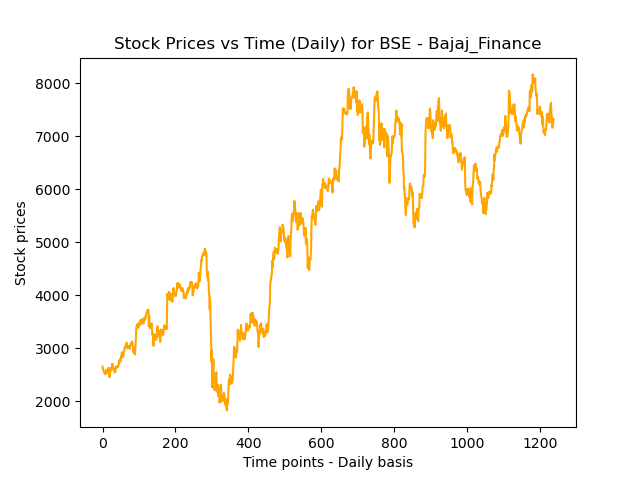 Stock Prices vs Time (Daily) for BSE - Bajaj_Finance
8000
7000
6000
5000
4000
3000
2000
Stock prices
0 200 400 600 800 1000 1200
Time points - Daily basis